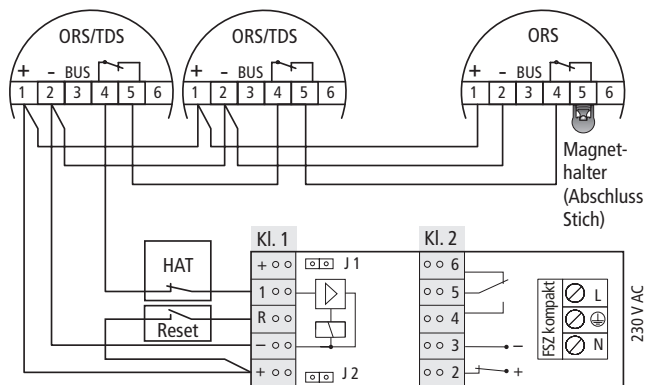 ORS/TDS ORS/TDS ORS
+ – BUS + – BUS + – BUS
1 2 3 4 5 6 1 2 3 4 5 6 1 2 3 4 5 6
Magnet-
halter
(Abschluss
Stich)
Kl. 1 Kl. 2
HAT
Reset
+ J 1
1
R
–
+ J 2
6
5
4
3 –
2 +
FSZ kompakt
L
N
230 V AC